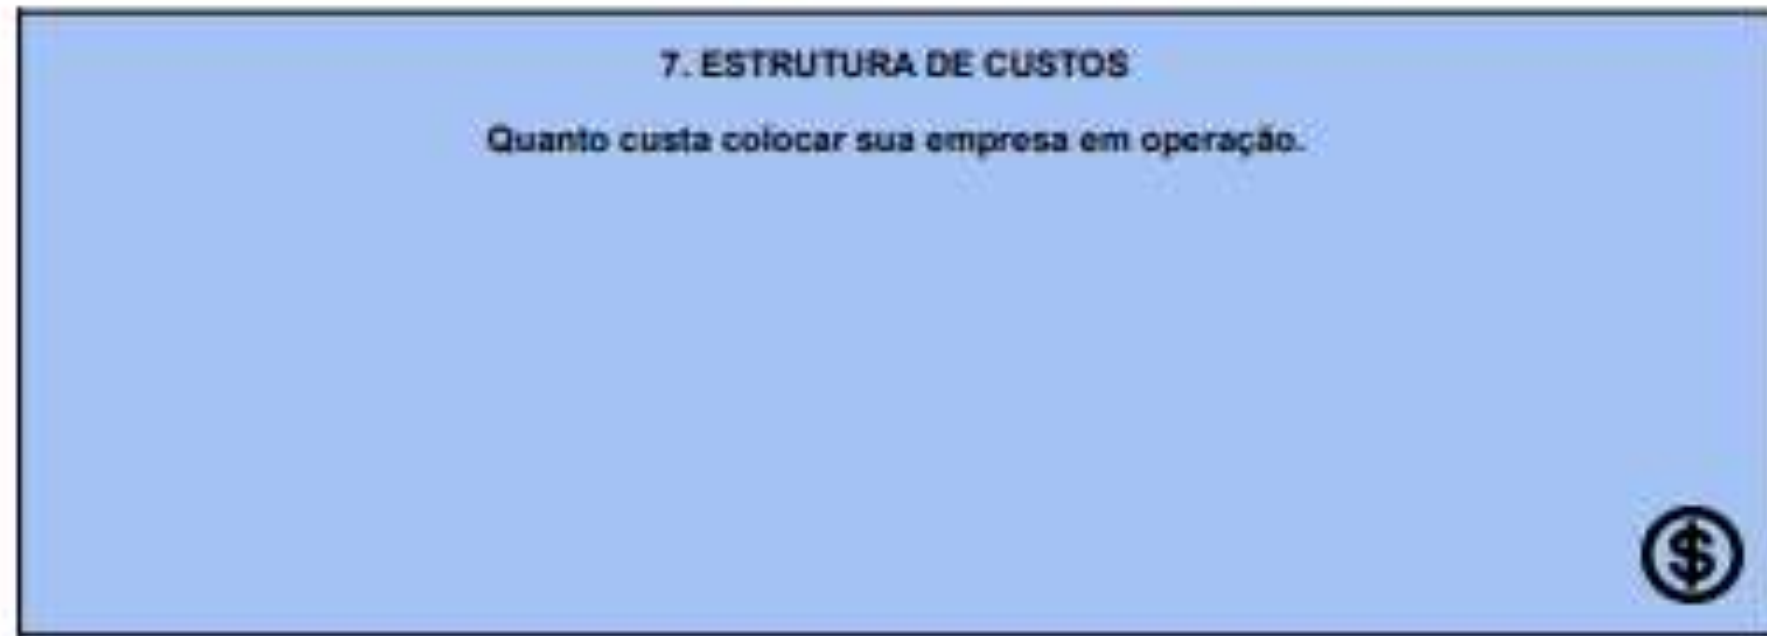 7. ESTRUTURA DE CUSTOS
Quanto custa colocar sua empresa em operação.
$